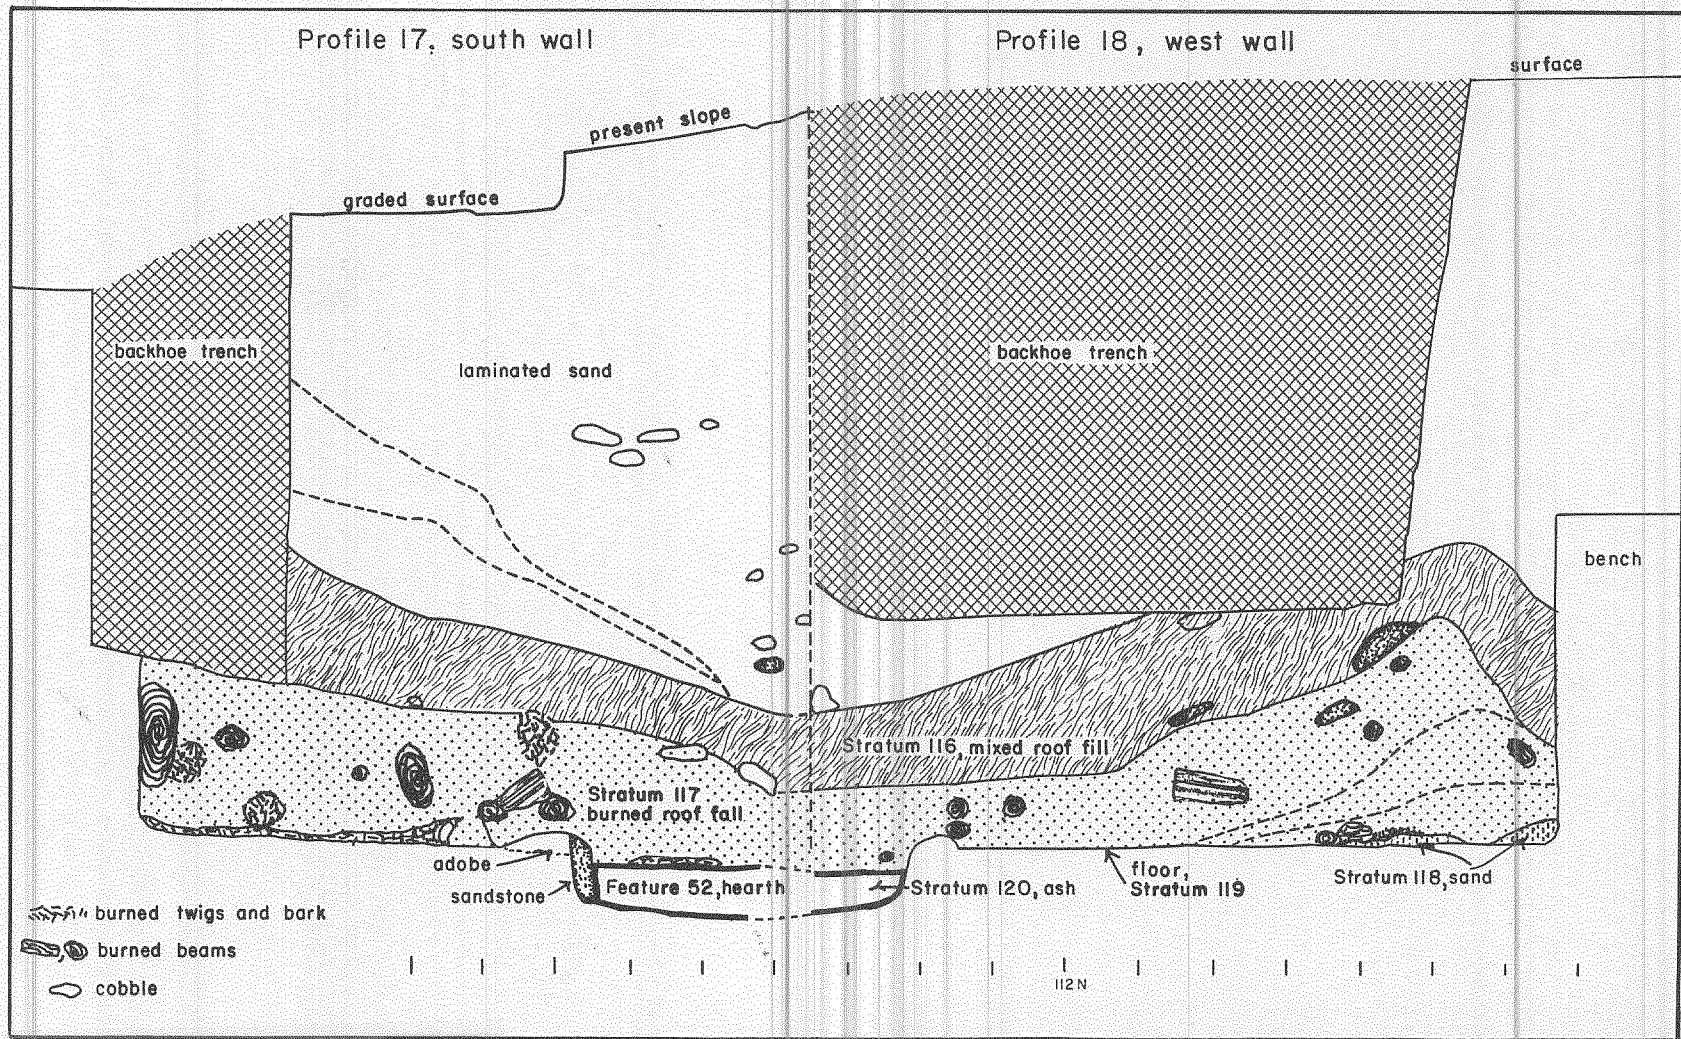 Profile 17, south wall
Profile 18, west wall
surface
present slope
graded surface
backhoe trench
laminated sand
backhoe trench
bench
Stratum 116, mixed roof fill
Stratum 117
burned roof fall
adobe
sandstone
Feature 52, hearth
Stratum 120, ash
floor,
Stratum 119
Stratum 118, sand
burned twigs and bark
burned beams
cobble
112 N